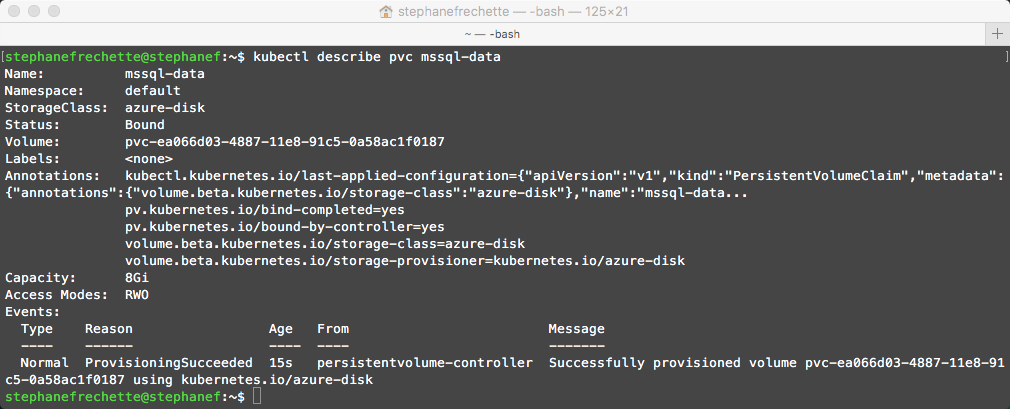 stephanefrechette — -bash — 125×21
~ — -bash
[stephanefrechette@stephanef:~$ kubectl describe pvc mssql-data ]
Name: mssql-data
Namespace: default
StorageClass: azure-disk
Status: Bound
Volume: pvc-ea066d03-4887-11e8-91c5-0a58ac1f0187
Labels: <none>
Annotations: kubectl.kubernetes.io/last-applied-configuration={"apiVersion":"v1","kind":"PersistentVolumeClaim","metadata":
{"annotations":{"volume.beta.kubernetes.io/storage-class":"azure-disk"},"name":"mssql-data...
pv.kubernetes.io/bind-completed=yes
pv.kubernetes.io/bound-by-controller=yes
volume.beta.kubernetes.io/storage-class=azure-disk
volume.beta.kubernetes.io/storage-provisioner=kubernetes.io/azure-disk
Capacity: 8Gi
Access Modes: RWO
Events:
Type Reason Age From Message
---- ------ ---- ---- -------
Normal ProvisioningSucceeded 15s persistentvolume-controller Successfully provisioned volume pvc-ea066d03-4887-11e8-91
c5-0a58ac1f0187 using kubernetes.io/azure-disk
stephanefrechette@stephanef:~$